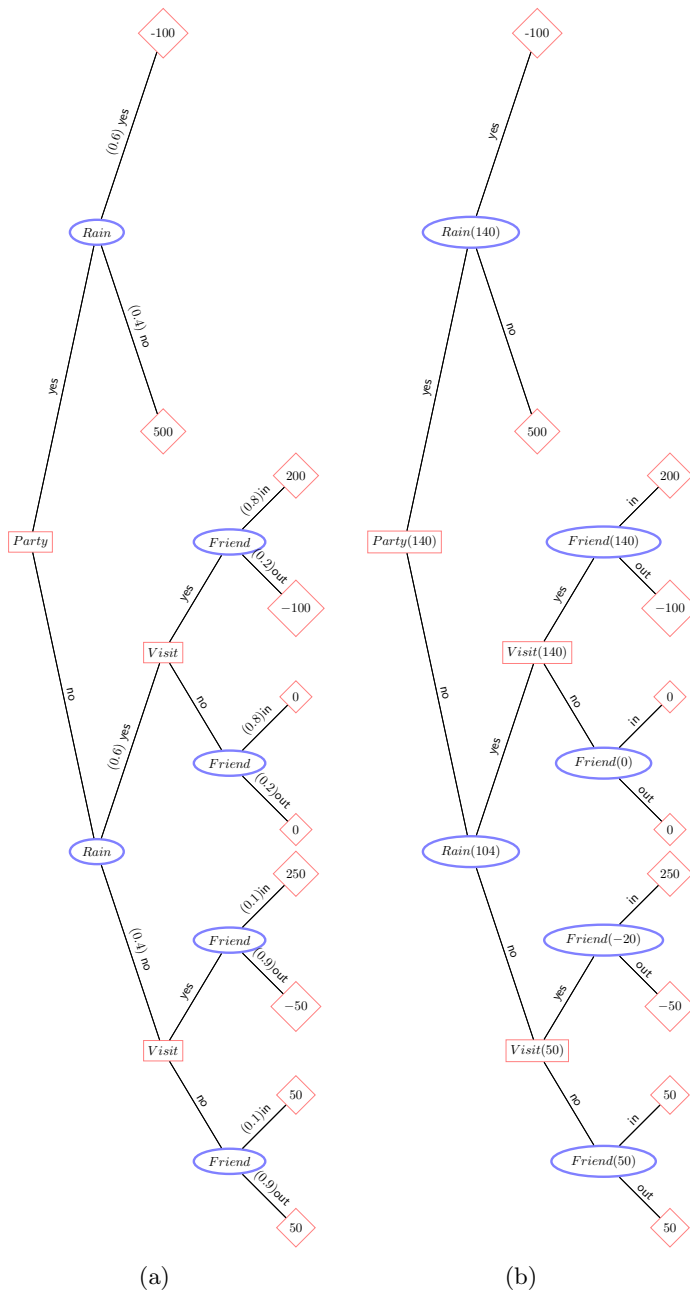 -100
(0.6) yes
Rain
(0.4) no
yes
500
200
(0.8)in
Party
Friend
(0.2)out
yes
−100
Visit
no
no
0
(0.8)in
(0.6) yes
Friend
(0.2)out
0
Rain
250
(0.1)in
(0.4) no
Friend
(0.9)out
yes
−50
Visit
no
50
(0.1)in
Friend
(0.9)out
50
(a)
-100
yes
Rain(140)
no
yes
500
200
in
Party(140)
Friend(140)
out
yes
−100
Visit(140)
no
no
0
in
yes
Friend(0)
out
0
Rain(104)
250
in
no
Friend(−20)
out
yes
−50
Visit(50)
no
50
in
Friend(50)
out
50
(b)